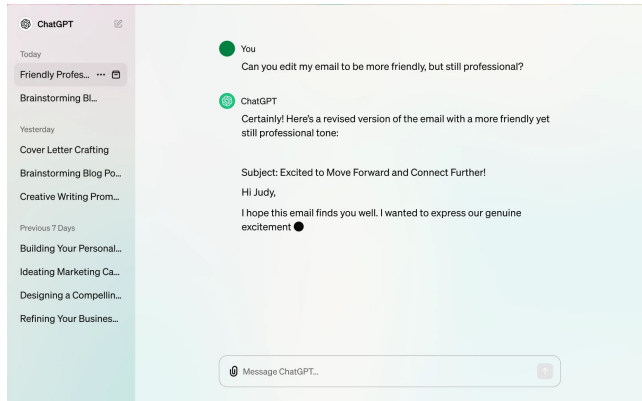 ChatGPT
Today
Friendly Profes...
Brainstorming Bl...
Yesterday
Cover Letter Crafting
Brainstorming Blog Po...
Creative Writing Prom...
Previous 7 Days
Building Your Personal...
Ideating Marketing Ca...
Designing a Compellin...
Refining Your Busines...
You
Can you edit my email to be more friendly, but still professional?
ChatGPT
Certainly! Here's a revised version of the email with a more friendly yet
still professional tone:
Subject: Excited to Move Forward and Connect Further!
Hi Judy,
I hope this email finds you well. I wanted to express our genuine
excitement
Message ChatGPT...